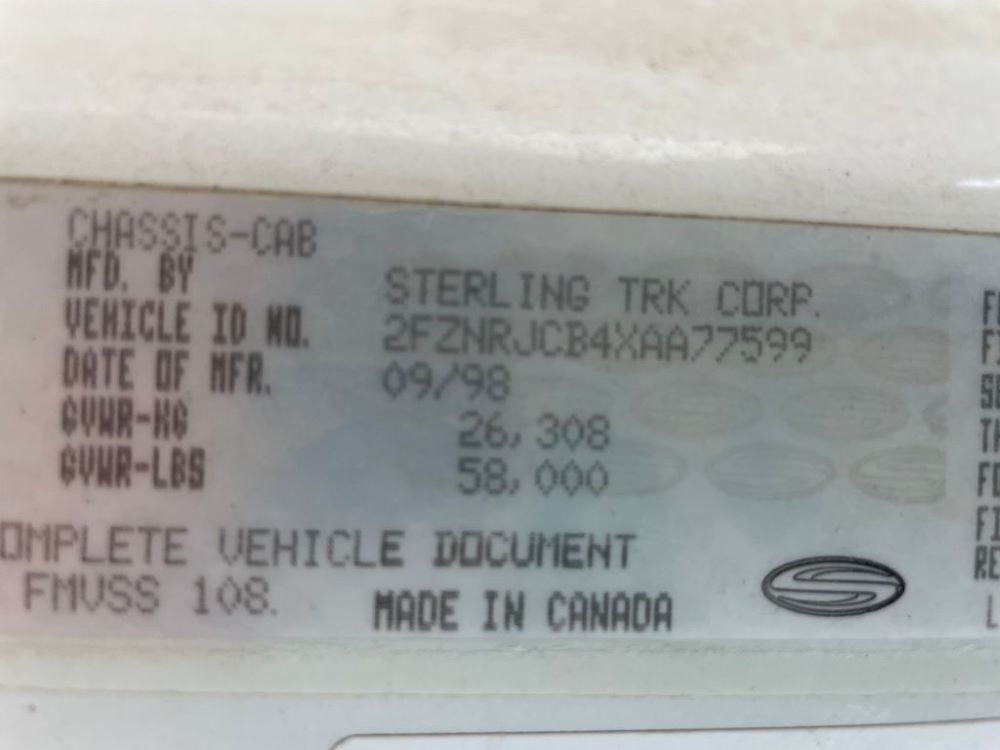 CHASSIS-CAB
MFD. BY STERLING TRK CORP.
VEHICLE ID NO. 2FZNRJCB4XAA77599
DATE OF MFR. 09/98
GVWR-KG 26,308
GVWR-LBS 58,000
OMPLETE VEHICLE DOCUMENT
FMVSS 108.
MADE IN CANADA